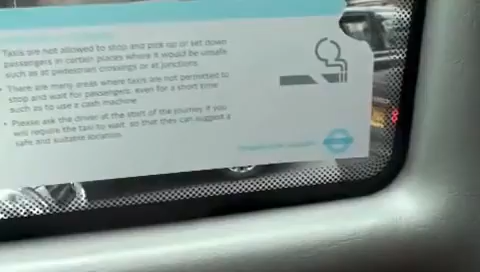 Taxis are not allowed to stop and pick up or set down
passengers in certain places where it would be unsafe
such as at pedestrian crossings or at junctions.
• There are many areas where taxis are not permitted to
stop and wait for passengers, even for a short time
such as to use a cash machine
• Please ask the driver at the start of the journey if you
will require the taxi to wait, so that they can suggest a
safe and suitable location.